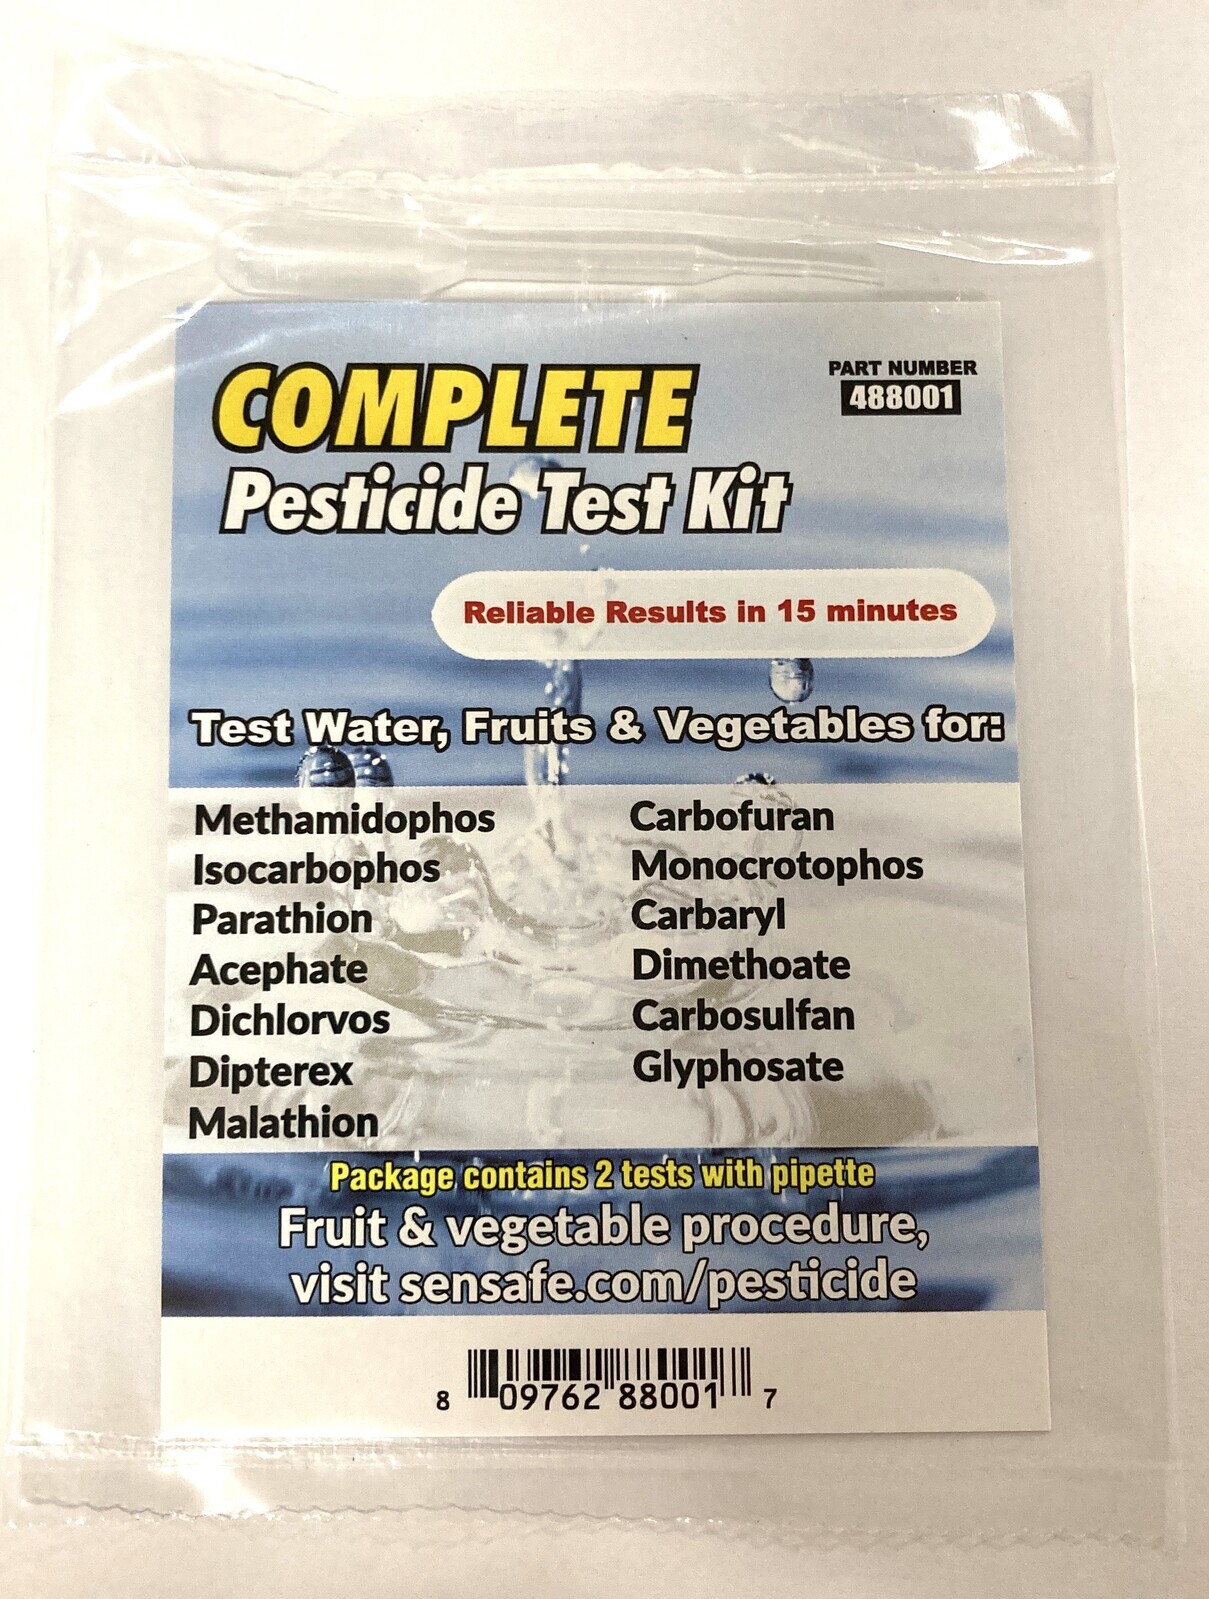 COMPLETE
Pesticide Test Kit
PART NUMBER
488001
Reliable Results in 15 minutes
Test Water, Fruits & Vegetables for:
Methamidophos
Isocarbophos
Parathion
Acephate
Dichlorvos
Dipterex
Malathion
Carbofuran
Monocrotophos
Carbaryl
Dimethoate
Carbosulfan
Glyphosate
Package contains 2 tests with pipette
Fruit & vegetable procedure,
visit sensafe.com/pesticide
8 09762 88001 7